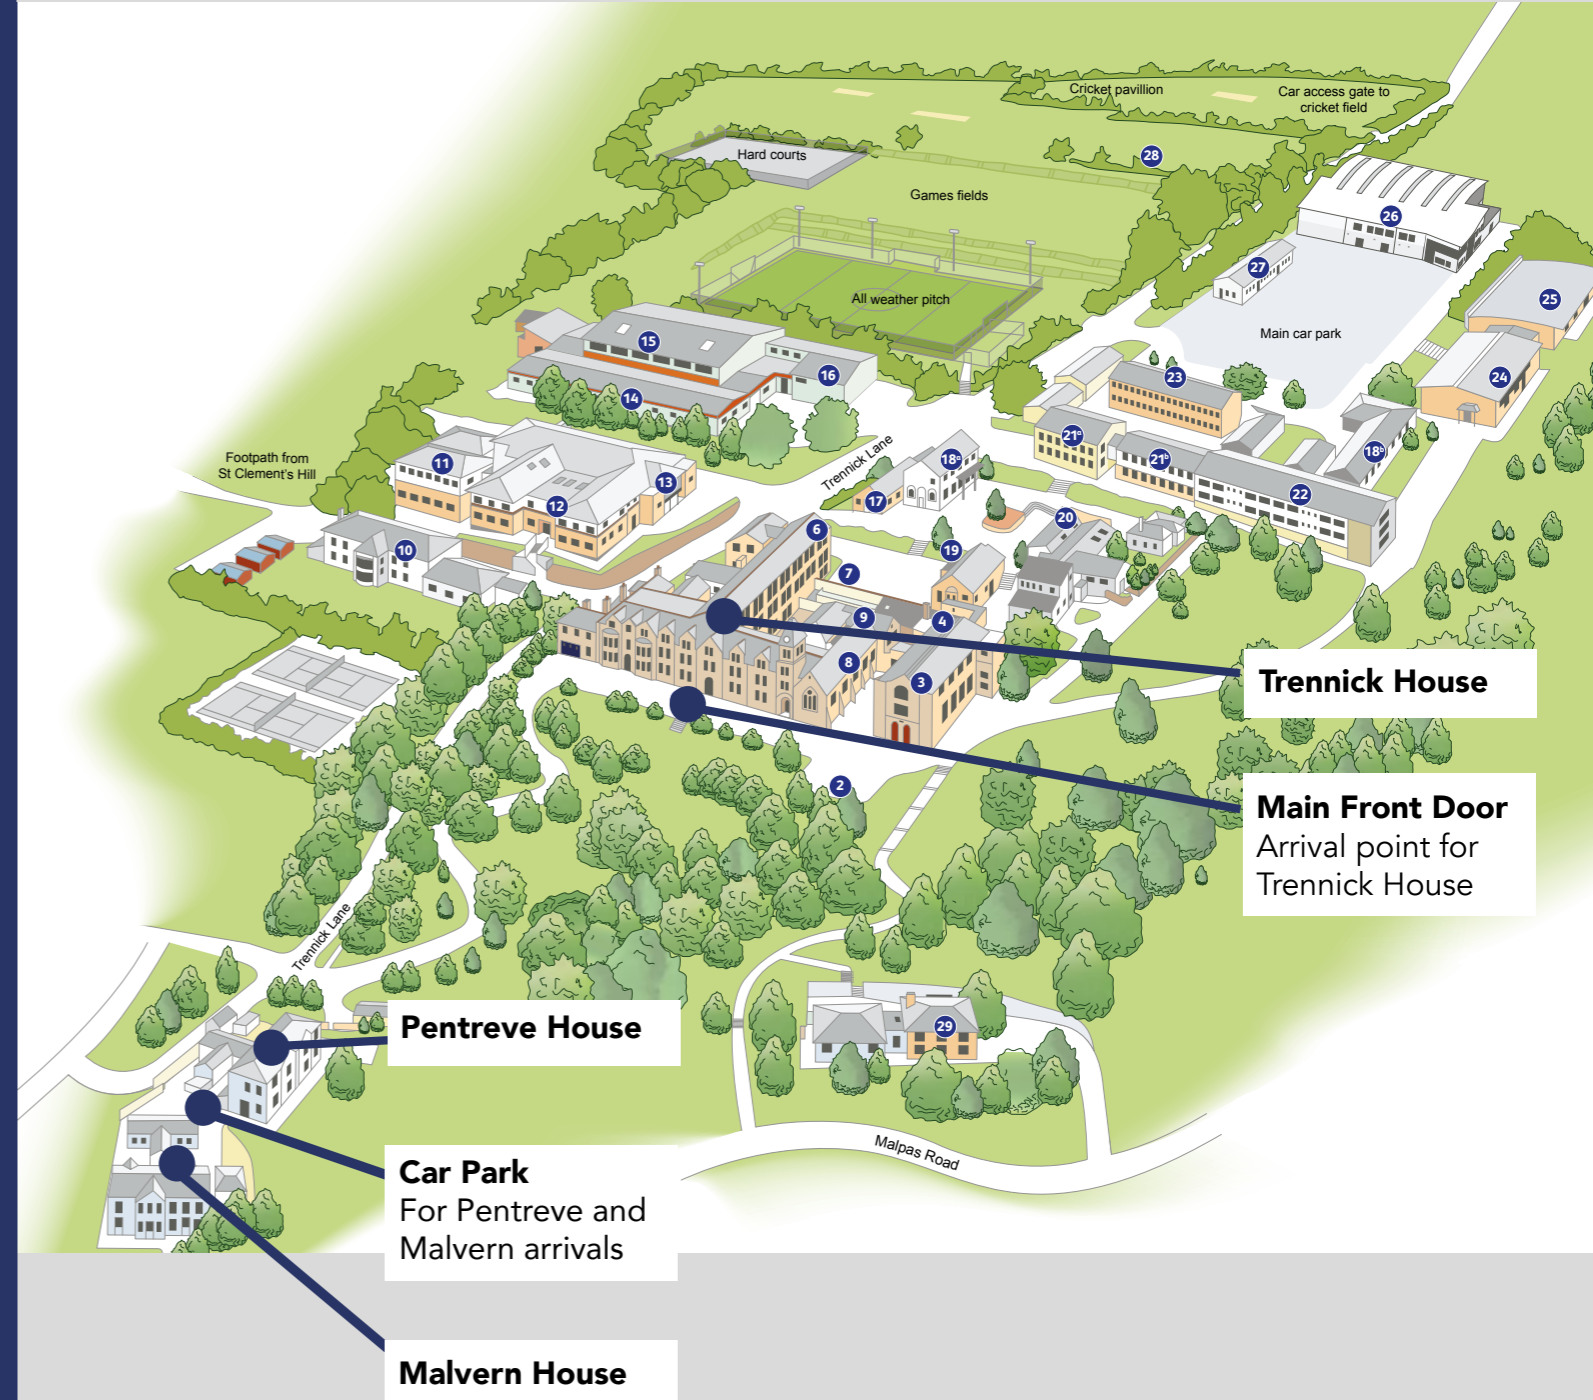 Cricket pavillion
Car access gate to
cricket field
28
Hard courts
Games fields
26
27
25
All weather pitch
Main car park
15
16
23
24
14
Footpath from
St Clement's Hill
11
13
12
Trennick Lane
18a
17
21a
21b
18b
22
20
10
6
7
19
9
4
8
3
Trennick House
2
Main Front Door
Arrival point for
Trennick House
Trennick Lane
Pentreve House
29
Malpas Road
Car Park
For Pentreve and
Malvern arrivals
Malvern House